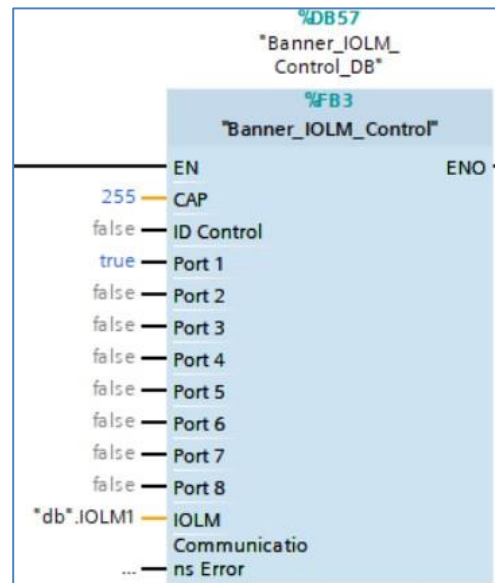 %DB57
"Banner_IOLM_
Control_DB"
%FB3
"Banner_IOLM_Control"
EN ENO
255 CAP
false ID Control
true Port 1
false Port 2
false Port 3
false Port 4
false Port 5
false Port 6
false Port 7
false Port 8
"db".IOLM1 IOLM
Communicatio
... ns Error